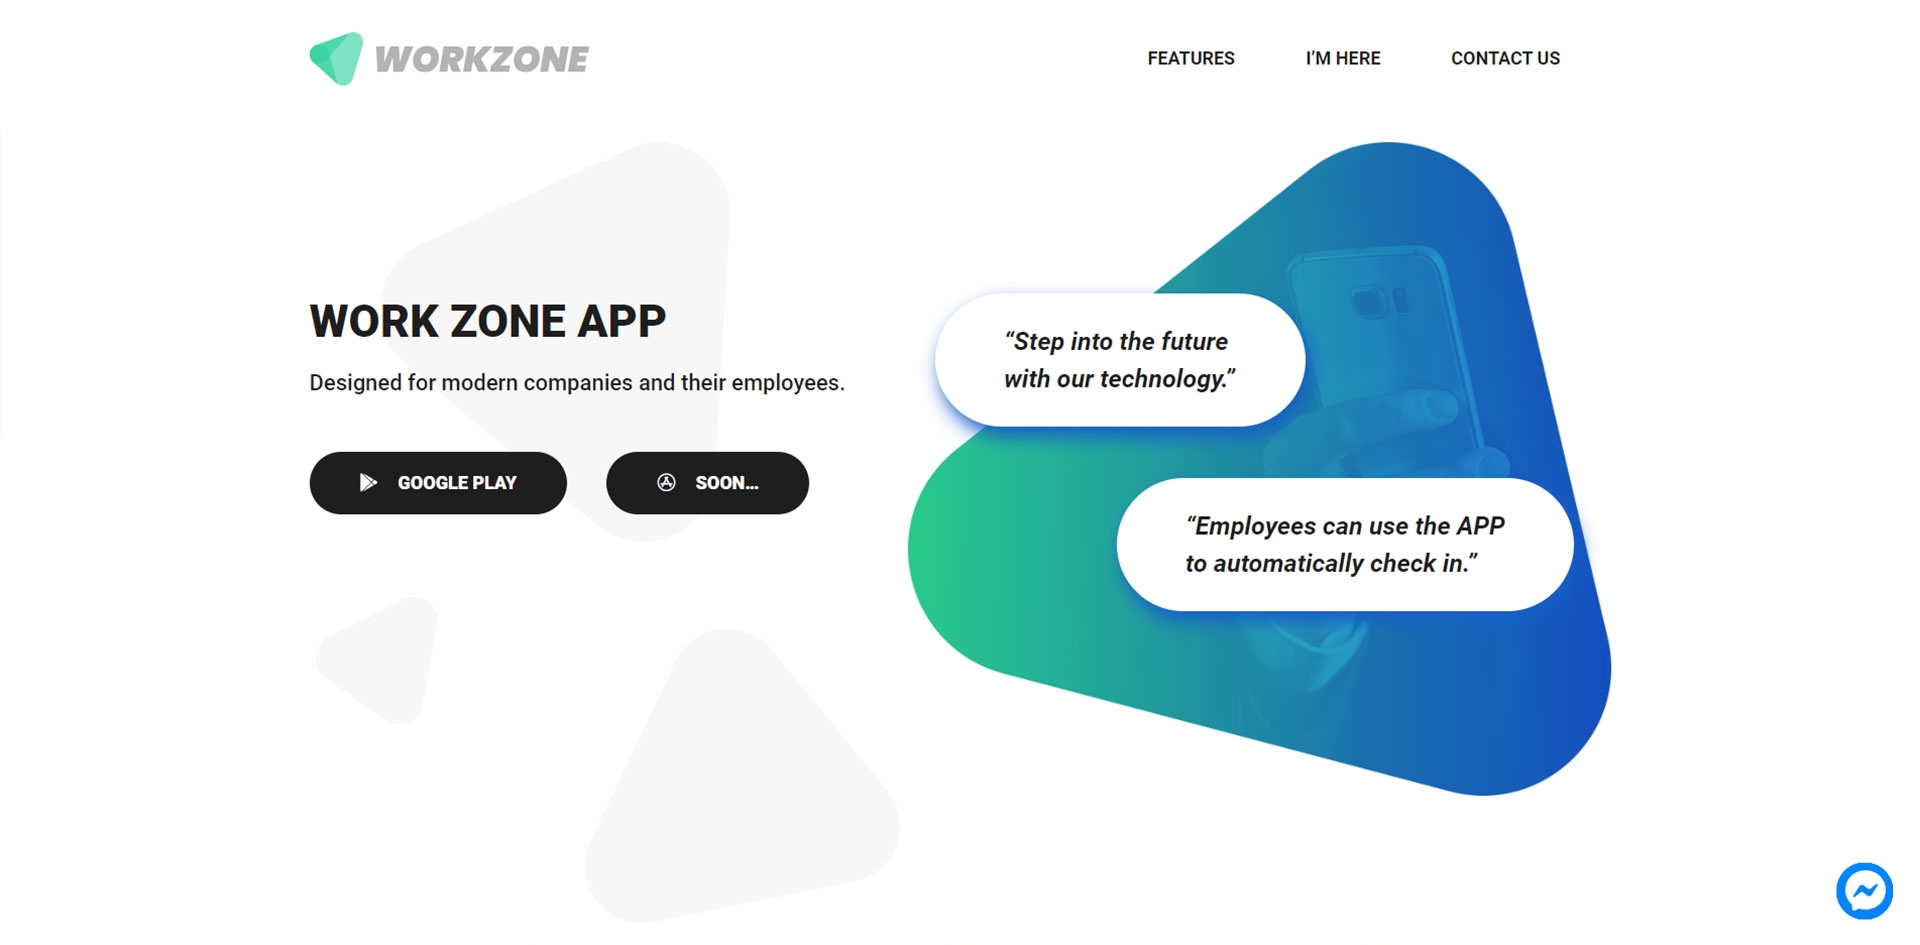 WORKZONE
FEATURES
I'M HERE
CONTACT US
WORK ZONE APP
Designed for modern companies and their employees.
GOOGLE PLAY
SOON...
“Step into the future
with our technology.”
“Employees can use the APP
to automatically check in.”